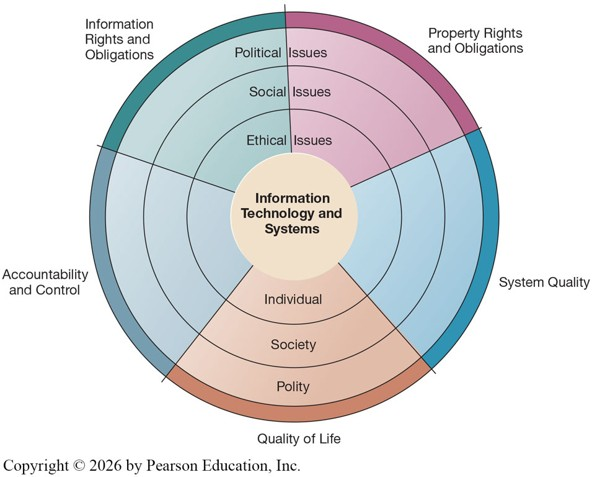 Information
Rights and
Obligations
Property Rights
and Obligations
Political Issues
Social Issues
Ethical Issues
Information
Technology and
Systems
Accountability
and Control
System Quality
Individual
Society
Polity
Quality of Life
Copyright © 2026 by Pearson Education, Inc.